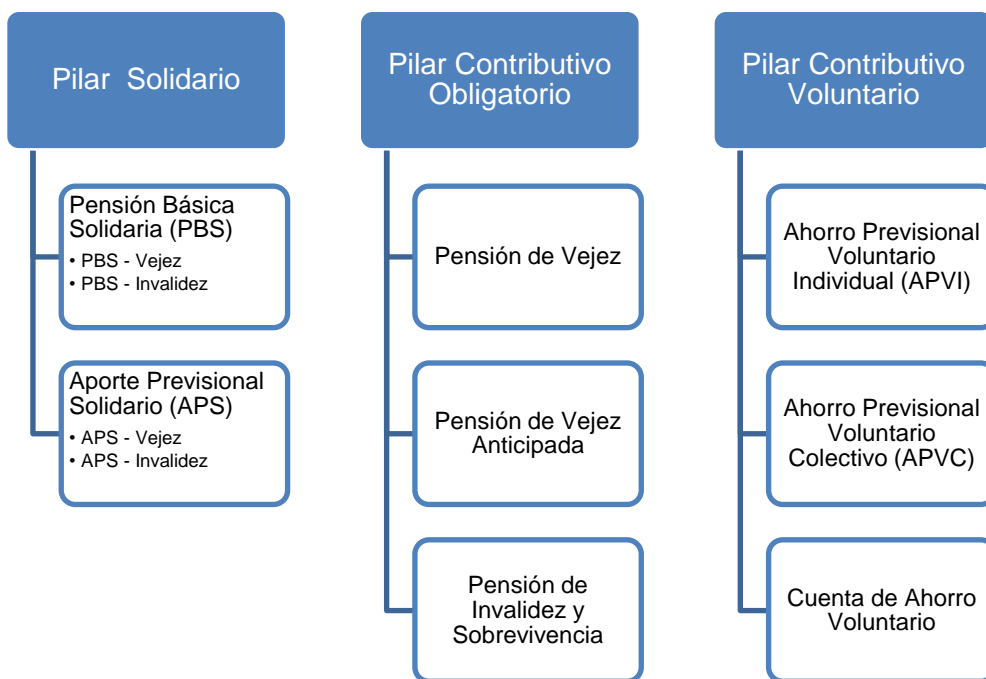 Pilar Solidario
Pensión Básica
Solidaria (PBS)
• PBS - Vejez
• PBS - Invalidez
Aporte Previsional
Solidario (APS)
• APS - Vejez
• APS - Invalidez
Pilar Contributivo
Obligatorio
Pensión de Vejez
Pensión de Vejez
Anticipada
Pensión de
Invalidez y
Sobrevivencia
Pilar Contributivo
Voluntario
Ahorro Previsional
Voluntario
Individual (APVI)
Ahorro Previsional
Voluntario
Colectivo (APVC)
Cuenta de Ahorro
Voluntario